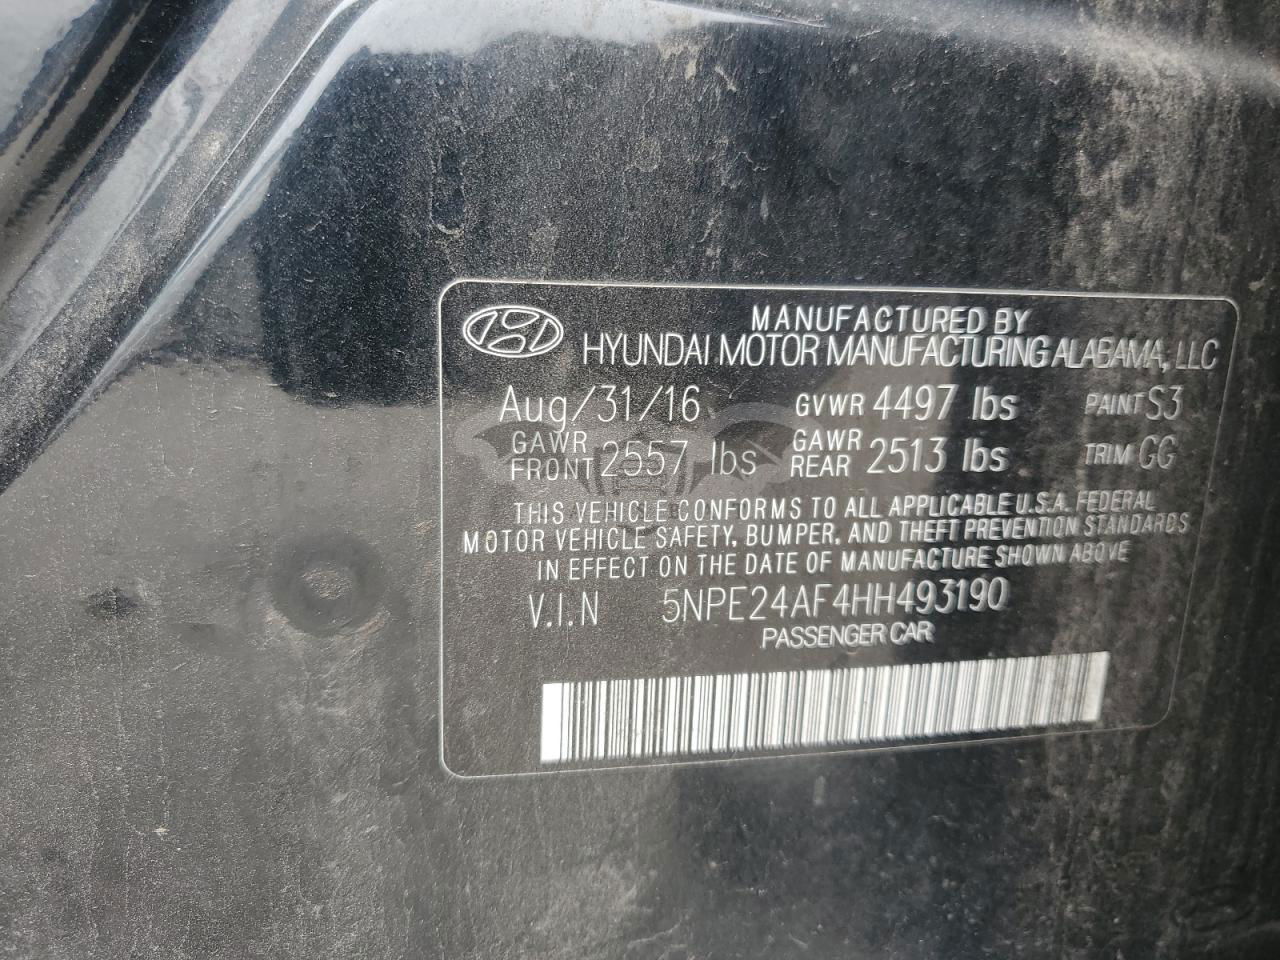 MANUFACTURED BY
HYUNDAI MOTOR MANUFACTURING ALABAMA, LLC
Aug/31/16 GVWR 4497 lbs PAINT S3
GAWR FRONT 2557 lbs GAWR REAR 2513 lbs TRIM GG
THIS VEHICLE CONFORMS TO ALL APPLICABLE U.S.A. FEDERAL
MOTOR VEHICLE SAFETY, BUMPER, AND THEFT PREVENTION STANDARDS
IN EFFECT ON THE DATE OF MANUFACTURE SHOWN ABOVE
V.I.N 5NPE24AF4HH493190
PASSENGER CAR